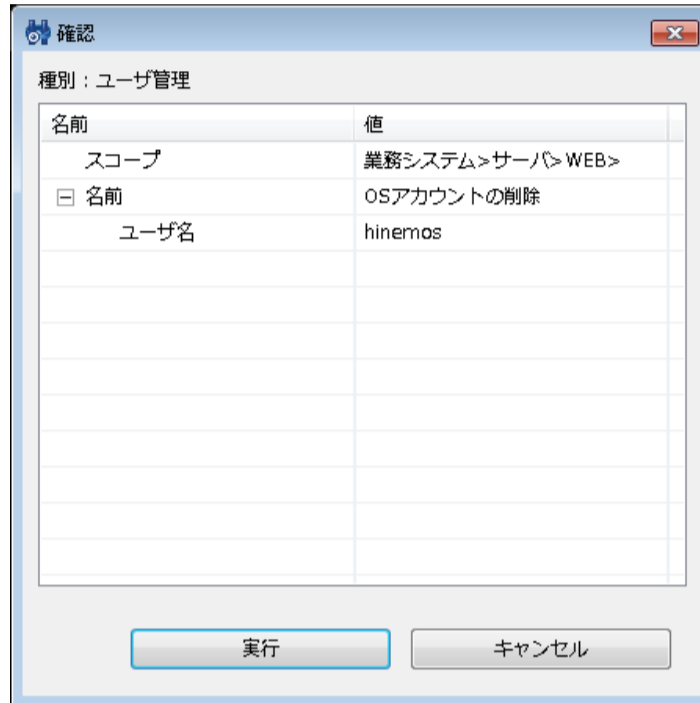 確認
種別：ユーザ管理
名前 値
スコープ 業務システム>サーバ>WEB>
名前 OSアカウントの削除
ユーザ名 hinemos
実行 キャンセル